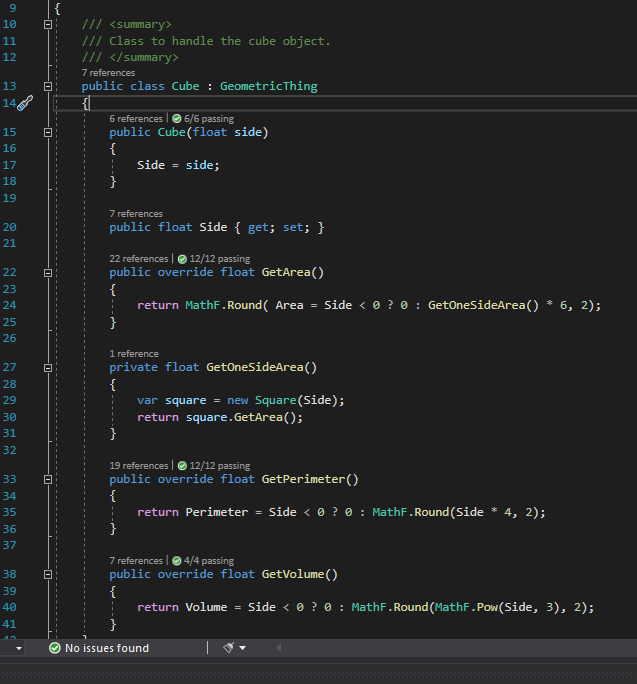 9 {
10 /// <summary>
11 /// Class to handle the cube object.
12 /// </summary>
7 references
13 public class Cube : GeometricThing
14 {
6 references | 6/6 passing
15 public Cube(float side)
16 {
17 Side = side;
18 }
19
7 references
20 public float Side { get; set; }
21
22 references | 12/12 passing
22 public override float GetArea()
23 {
24 return MathF.Round( Area = Side < 0 ? 0 : GetOneSideArea() * 6, 2);
25 }
26
1 reference
27 private float GetOneSideArea()
28 {
29 var square = new Square(Side);
30 return square.GetArea();
31 }
32
19 references | 12/12 passing
33 public override float GetPerimeter()
34 {
35 return Perimeter = Side < 0 ? 0 : MathF.Round(Side * 4, 2);
36 }
37
7 references | 4/4 passing
38 public override float GetVolume()
39 {
40 return Volume = Side < 0 ? 0 : MathF.Round(MathF.Pow(Side, 3), 2);
41 }
No issues found